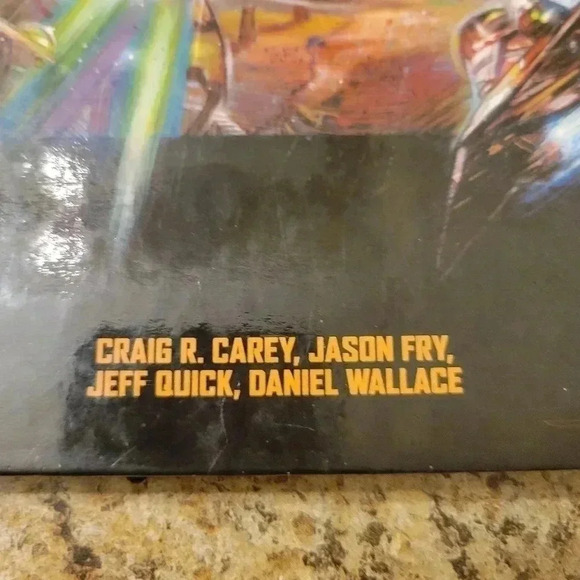 CRAIG R. CAREY, JASON FRY,
JEFF QUICK, DANIEL WALLACE